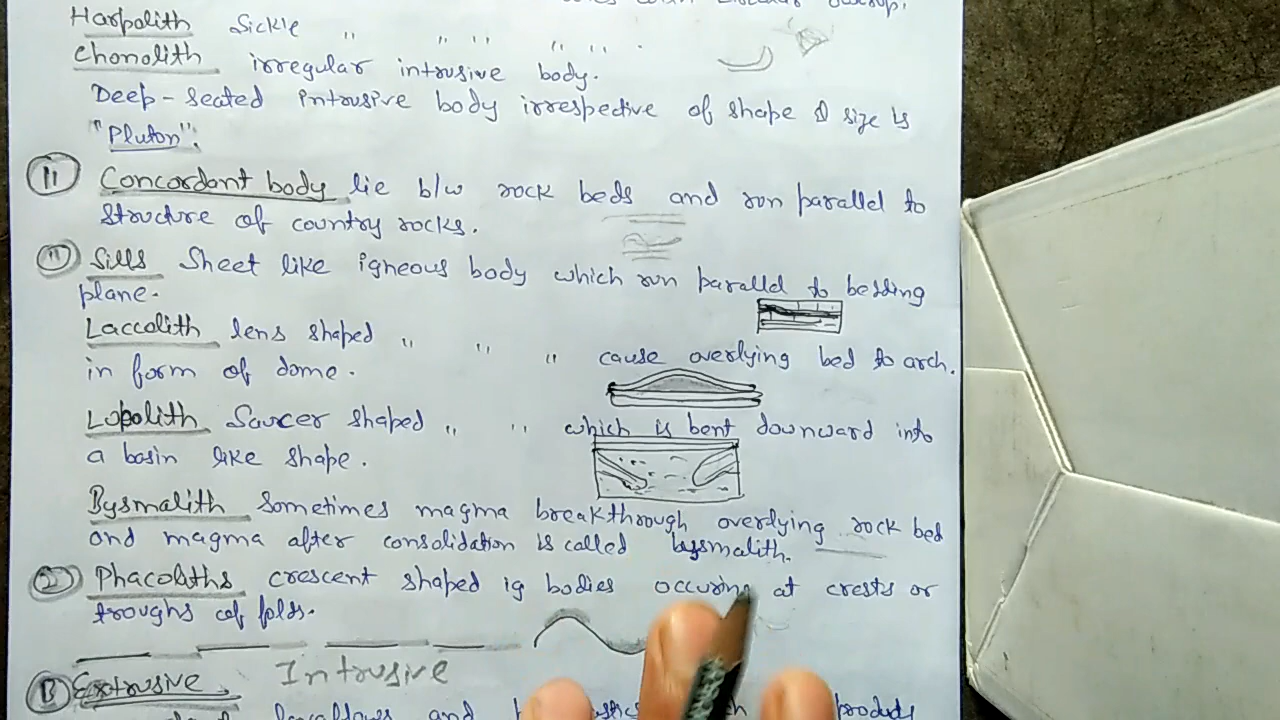 Harpolith Sickle " " " " " .
Chonolith irregular intrusive body.
Deep-seated intrusive body irrespective of shape & size is
"Pluton".
II Concordant body lie b/w rock beds and run parallel to
structure of country rocks.
(1) Sills Sheet like igneous body which run parallel to bedding
plane.
Laccolith lens shaped " " " cause overlying bed to arch.
in form of dome.
Lopolith Saucer shaped " " which is bent downward into
a basin like shape.
Bysmalith Sometimes magma breakthrough overlying rock bed
and magma after consolidation is called bysmalith.
(2) Phacoliths crescent shaped ig bodies occuring at crests or
troughs of folds.
Intrusive
B Extrusive
lavaflows and products